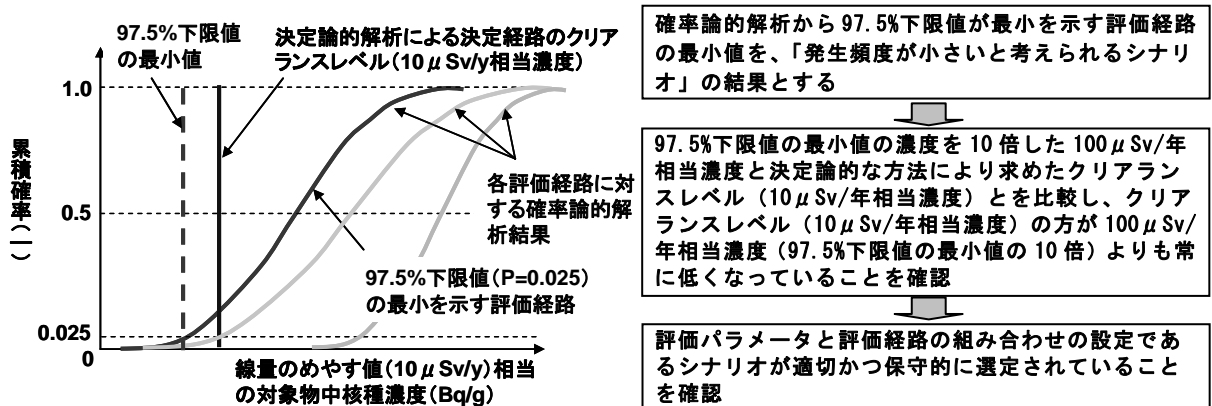 97.5%下限値
の最小値
決定論的解析による決定経路のクリア
ランスレベル(10μSv/y相当濃度)
1.0
0.5
0.025
0
累積確率(ー)
各評価経路に対
する確率論的解
析結果
97.5%下限値(P=0.025)
の最小を示す評価経路
線量のめやす値(10μSv/y)相当
の対象物中核種濃度(Bq/g)
確率論的解析から97.5%下限値が最小を示す評価経路
の最小値を、「発生頻度が小さいと考えられるシナリ
オ」の結果とする
97.5%下限値の最小値の濃度を10倍した100μSv/年
相当濃度と決定論的な方法により求めたクリアラン
スレベル(10μSv/年相当濃度)とを比較し、クリア
ランスレベル(10μSv/年相当濃度)の方が100μSv/
年相当濃度(97.5%下限値の最小値の10倍)よりも常
に低くなっていることを確認
評価パラメータと評価経路の組み合わせの設定であ
るシナリオが適切かつ保守的に選定されていること
を確認